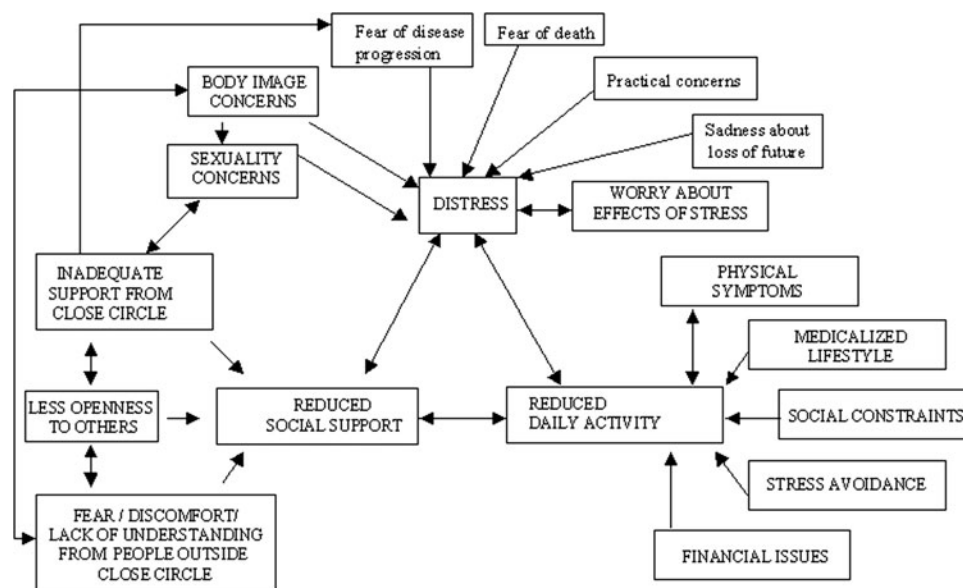 Fear of disease
progression
Fear of death
BODY IMAGE
CONCERNS
Practical concerns
SEXUALITY
CONCERNS
Sadness about
loss of future
DISTRESS
WORRY ABOUT
EFFECTS OF STRESS
INADEQUATE
SUPPORT FROM
CLOSE CIRCLE
PHYSICAL
SYMPTOMS
MEDICALIZED
LIFESTYLE
LESS OPENNESS
TO OTHERS
REDUCED
SOCIAL SUPPORT
REDUCED
DAILY ACTIVITY
SOCIAL CONSTRAINTS
STRESS AVOIDANCE
FEAR / DISCOMFORT/
LACK OF UNDERSTANDING
FROM PEOPLE OUTSIDE
CLOSE CIRCLE
FINANCIAL ISSUES